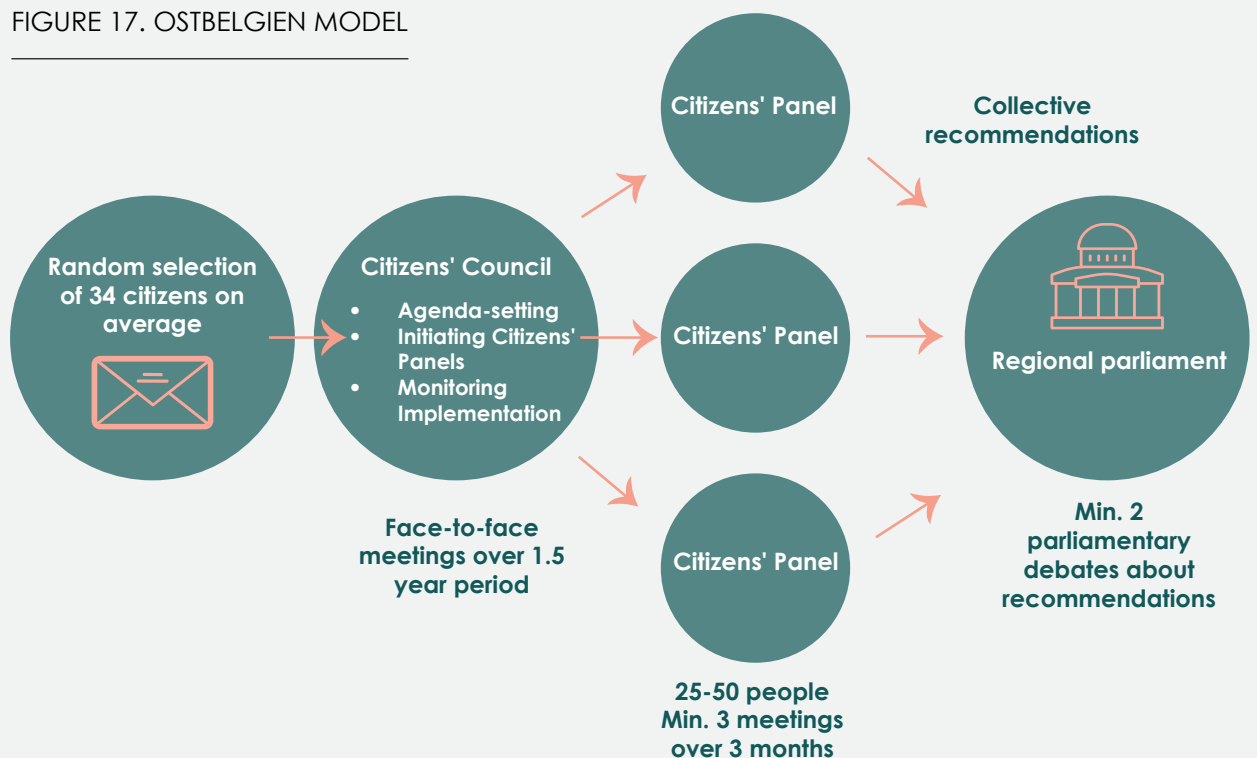 FIGURE 17. OSTBELGIEN MODEL
Random selection
of 34 citizens on
average
Citizens' Council
• Agenda-setting
• Initiating Citizens'
Panels
• Monitoring
Implementation
Face-to-face
meetings over 1.5
year period
Citizens' Panel
Citizens' Panel
Citizens' Panel
25-50 people
Min. 3 meetings
over 3 months
Collective
recommendations
Regional parliament
Min. 2
parliamentary
debates about
recommendations